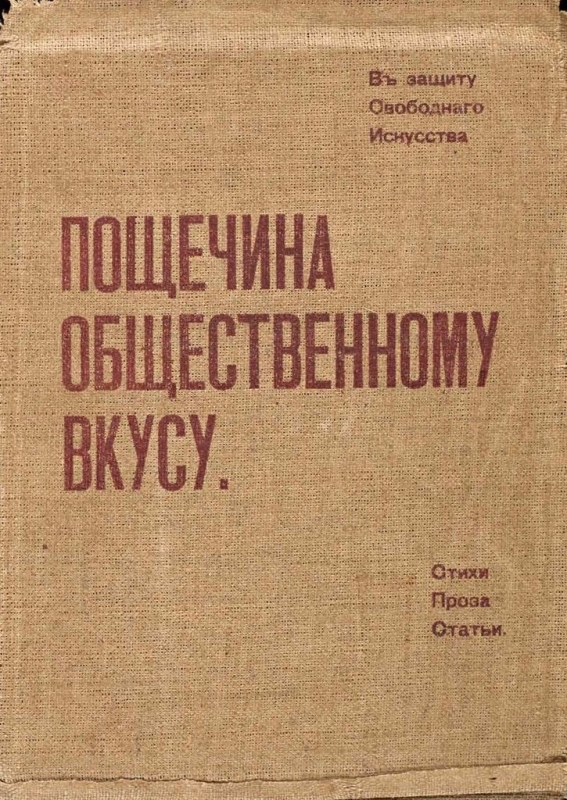 Въ защиту
Свободнаго
Искусства
ПОЩЕЧИНА
ОБЩЕСТВЕННОМУ
ВКУСУ.
Стихи
Проза
Статьи.